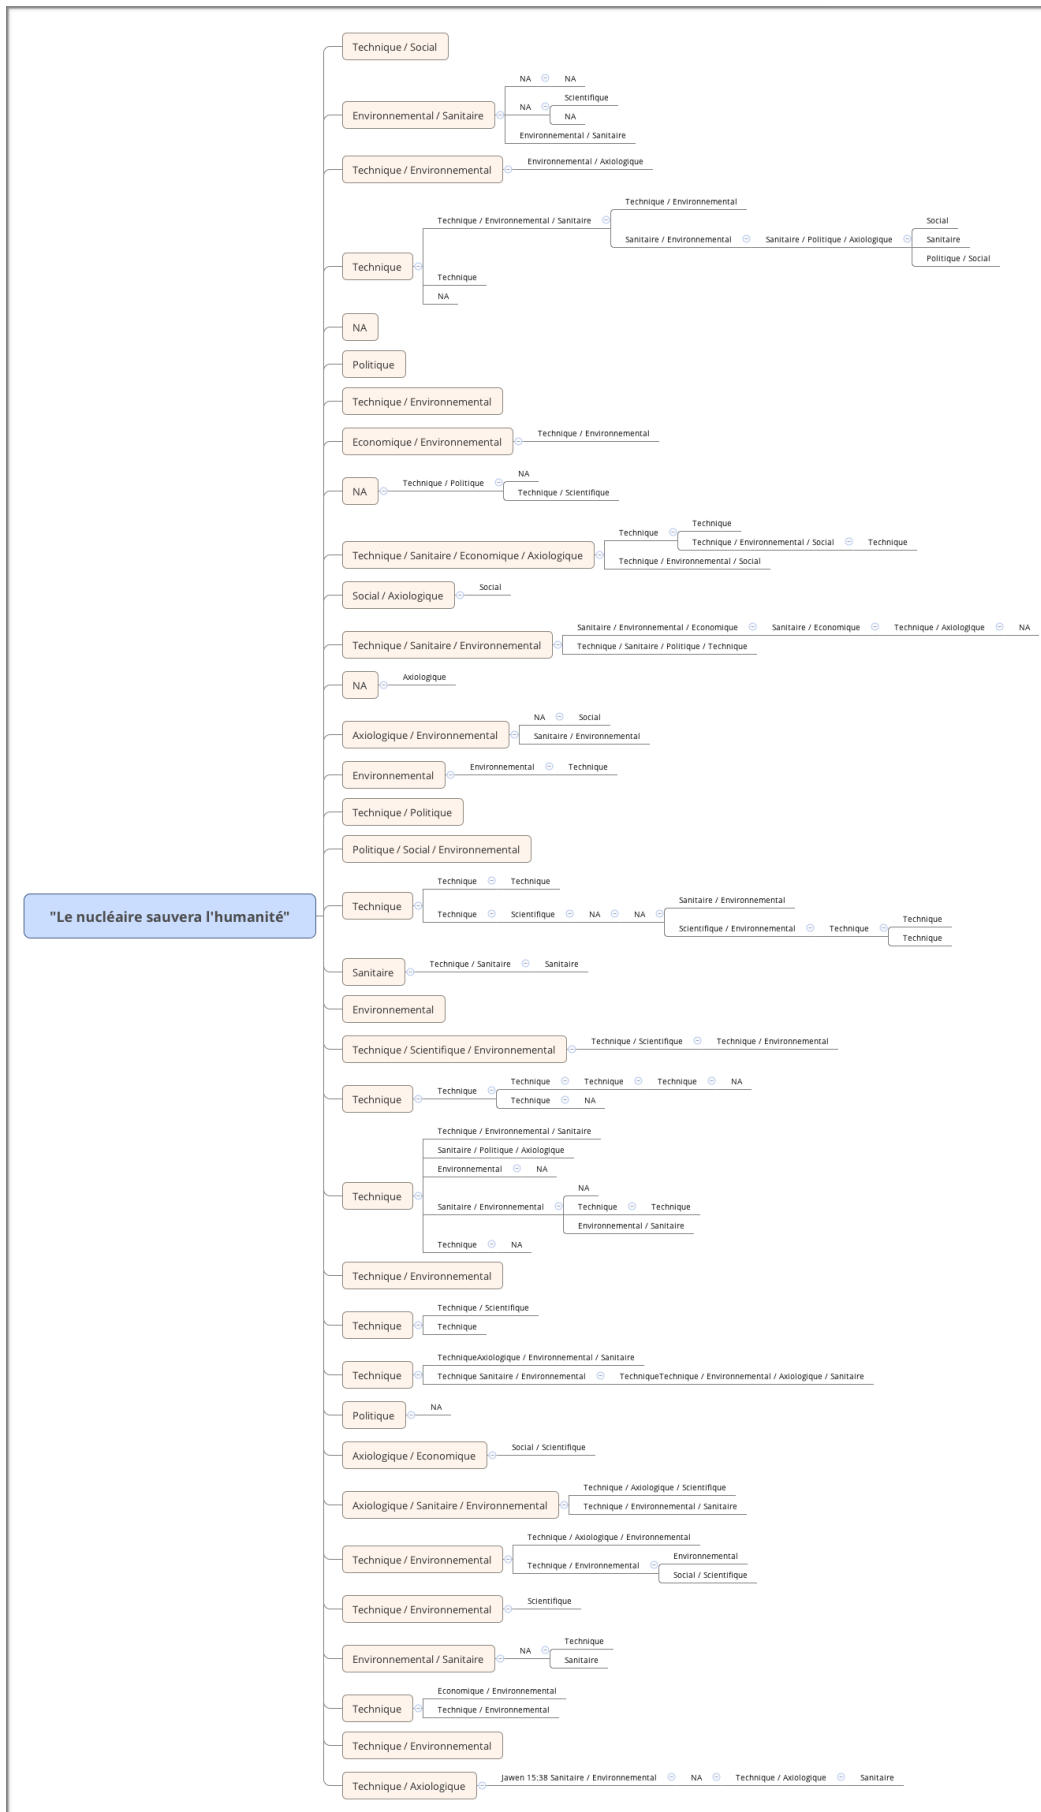 Technique / Social
NA
NA
Scientifique
Environnemental / Sanitaire
NA
NA
Environnemental / Sanitaire
Technique / Environnemental
Environnemental / Axiologique
Technique / Environnemental
Technique / Environnemental / Sanitaire
Social
Sanitaire / Environnemental
Sanitaire / Politique / Axiologique
Sanitaire
Politique / Social
Technique
Technique
NA
NA
Politique
Technique / Environnemental
Economique / Environnemental
Technique / Environnemental
NA
Technique / Politique
NA
Technique / Scientifique
Technique / Sanitaire / Economique / Axiologique
Technique
Technique
Technique / Environnemental / Social
Technique
Technique / Environnemental / Social
Social / Axiologique
Social
Technique / Sanitaire / Environnemental
Sanitaire / Environnemental / Economique
Sanitaire / Economique
Technique / Axiologique
NA
Technique / Sanitaire / Politique / Technique
NA
Axiologique
Axiologique / Environnemental
NA
Social
Sanitaire / Environnemental
Environnemental
Environnemental
Technique
Technique / Politique
Politique / Social / Environnemental
"Le nucléaire sauvera l'humanité"
Technique
Technique
Technique
Technique
Scientifique
NA
NA
Sanitaire / Environnemental
Scientifique / Environnemental
Technique
Technique
Technique
Sanitaire
Technique / Sanitaire
Sanitaire
Environnemental
Technique / Scientifique / Environnemental
Technique / Scientifique
Technique / Environnemental
Technique
Technique
Technique
Technique
Technique
NA
Technique
NA
Technique
Technique / Environnemental / Sanitaire
Sanitaire / Politique / Axiologique
Environnemental
NA
Sanitaire / Environnemental
NA
Technique
Technique
Environnemental / Sanitaire
Technique
NA
Technique / Environnemental
Technique
Technique / Scientifique
Technique
Technique
TechniqueAxiologique / Environnemental / Sanitaire
Technique Sanitaire / Environnemental
TechniqueTechnique / Environnemental / Axiologique / Sanitaire
Politique
NA
Axiologique / Economique
Social / Scientifique
Axiologique / Sanitaire / Environnemental
Technique / Axiologique / Scientifique
Technique / Environnemental / Sanitaire
Technique / Environnemental
Technique / Axiologique / Environnemental
Technique / Environnemental
Environnemental
Social / Scientifique
Technique / Environnemental
Scientifique
Environnemental / Sanitaire
NA
Technique
Sanitaire
Technique
Economique / Environnemental
Technique / Environnemental
Technique / Environnemental
Technique / Axiologique
Jawen 15:38 Sanitaire / Environnemental
NA
Technique / Axiologique
Sanitaire